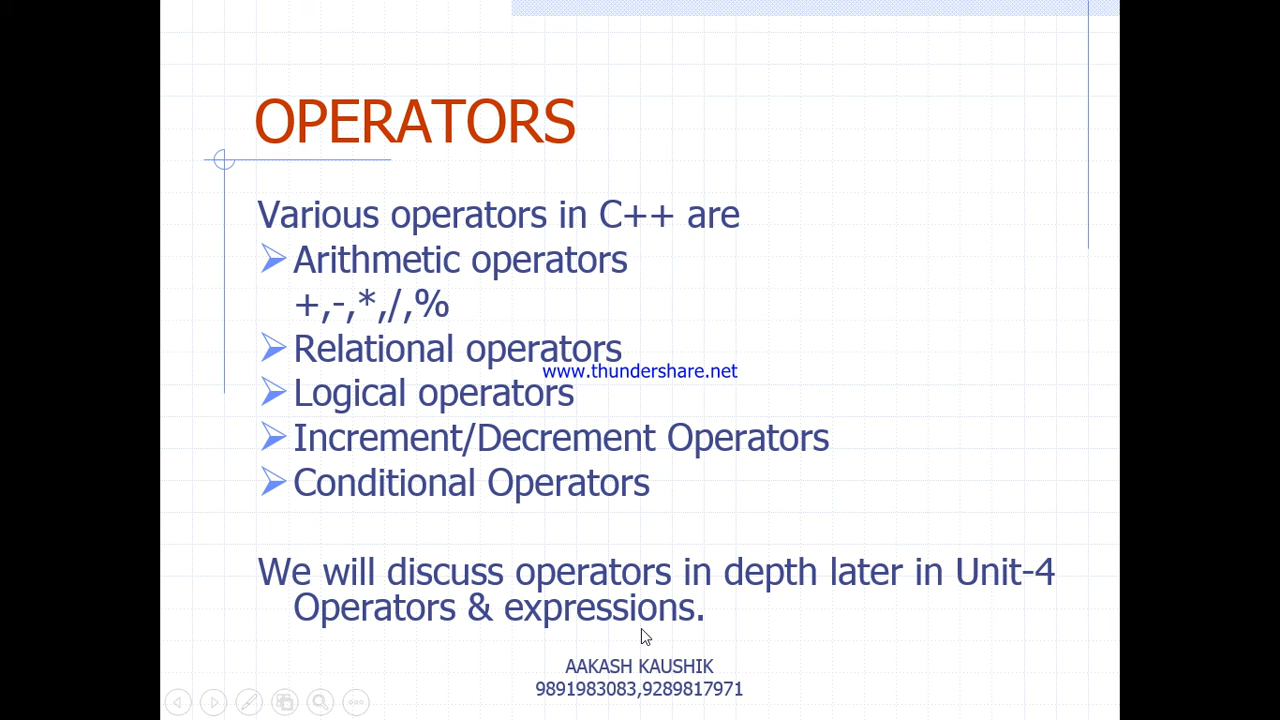 OPERATORS
Various operators in C++ are
Arithmetic operators
+,-,*,/,%
Relational operators
www.thundershare.net
Logical operators
Increment/Decrement Operators
Conditional Operators
We will discuss operators in depth later in Unit-4
Operators & expressions.
AAKASH KAUSHIK
9891983083,9289817971